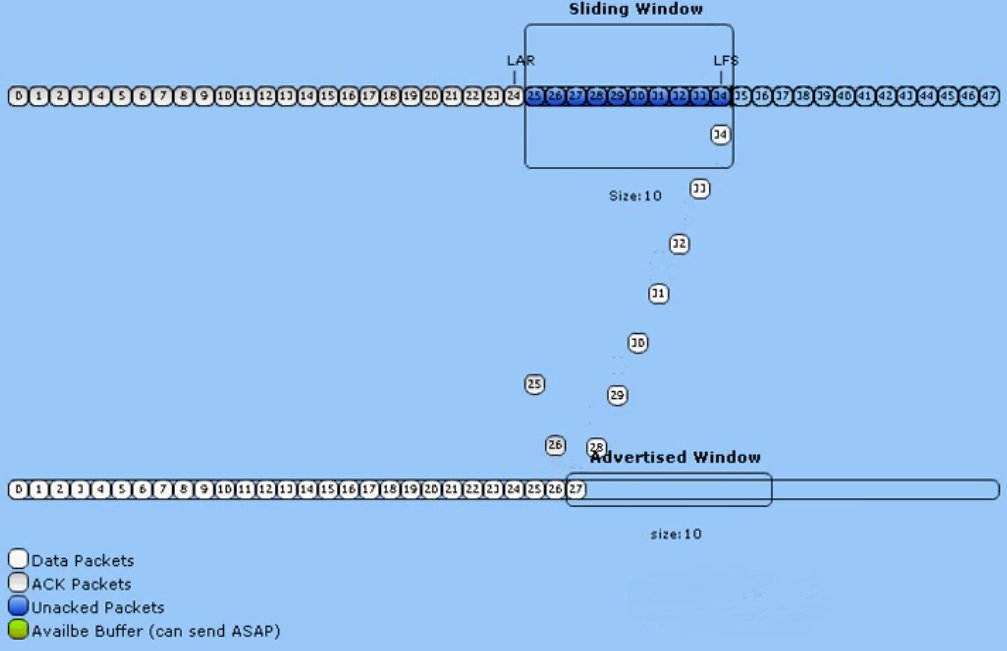 Sliding Window
LAR LFS
0 1 2 3 4 5 6 7 8 9 10 11 12 13 14 15 16 17 18 19 20 21 22 23 24 25 26 27 28 29 30 31 32 33 34 35 36 37 38 39 40 41 42 43 44 45 46 47
34
33
Size:10
32
31
30
25
29
26 28
Advertised Window
0 1 2 3 4 5 6 7 8 9 10 11 12 13 14 15 16 17 18 19 20 21 22 23 24 25 26 27
size:10
Data Packets
ACK Packets
Unacked Packets
Availbe Buffer (can send ASAP)